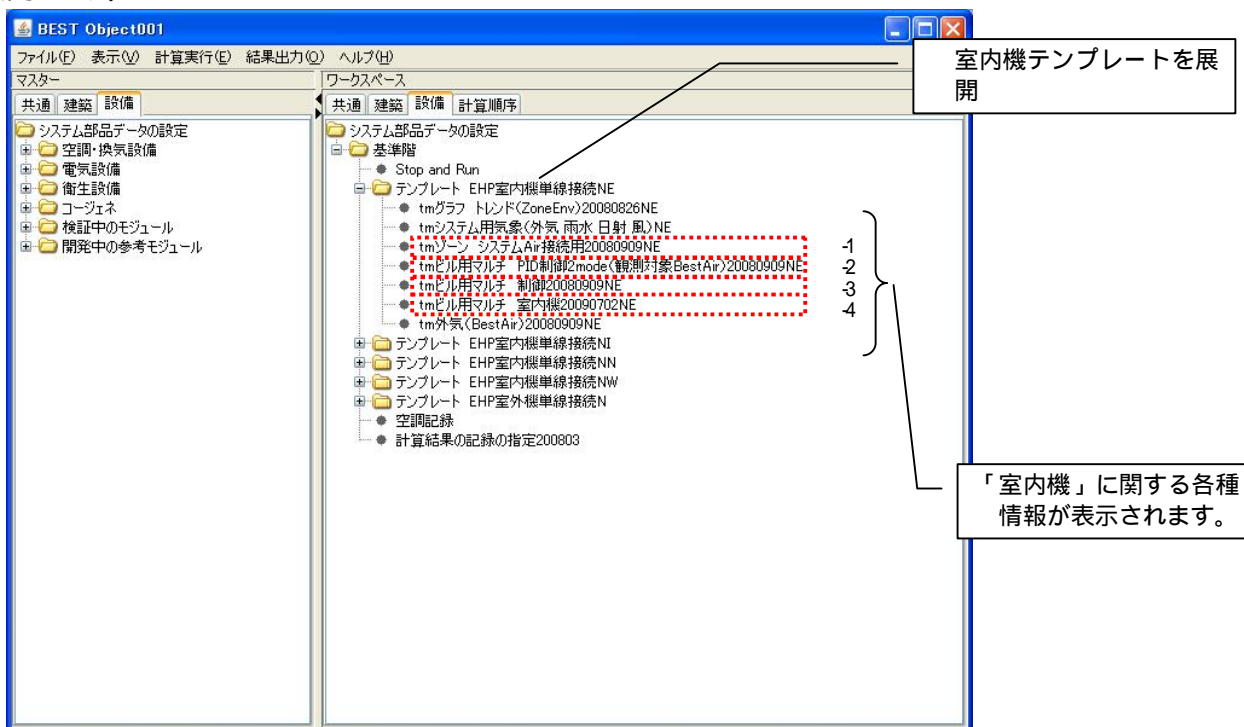 BEST Object001
ファイル(F) 表示(V) 計算実行(E) 結果出力(O) ヘルプ(H)
室内機テンプレートを展
開
マスター
共通 建築 設備
システム部品データの設定
空調・換気設備
電気設備
衛生設備
コージェネ
検証中のモジュール
開発中の参考モジュール
ワークスペース
共通 建築 設備 計算順序
システム部品データの設定
基準階
Stop and Run
テンプレート EHP室内機単線接続NE
tmグラフ トレンド(ZoneEnv)20080826NE
tmシステム用気象(外気 雨水 日射 風)NE
tmゾーン システムAir接続用20080909NE -1
tmビル用マルチ PID制御2mode(観測対象BestAir)20080909NE -2
tmビル用マルチ 制御20080909NE -3
tmビル用マルチ 室内機20090702NE -4
tm外気(BestAir)20080909NE
テンプレート EHP室内機単線接続NI
テンプレート EHP室内機単線接続NN
テンプレート EHP室内機単線接続NW
テンプレート EHP室外機単線接続N
空調記録
計算結果の記録の指定200803
「室内機」に関する各種
情報が表示されます。